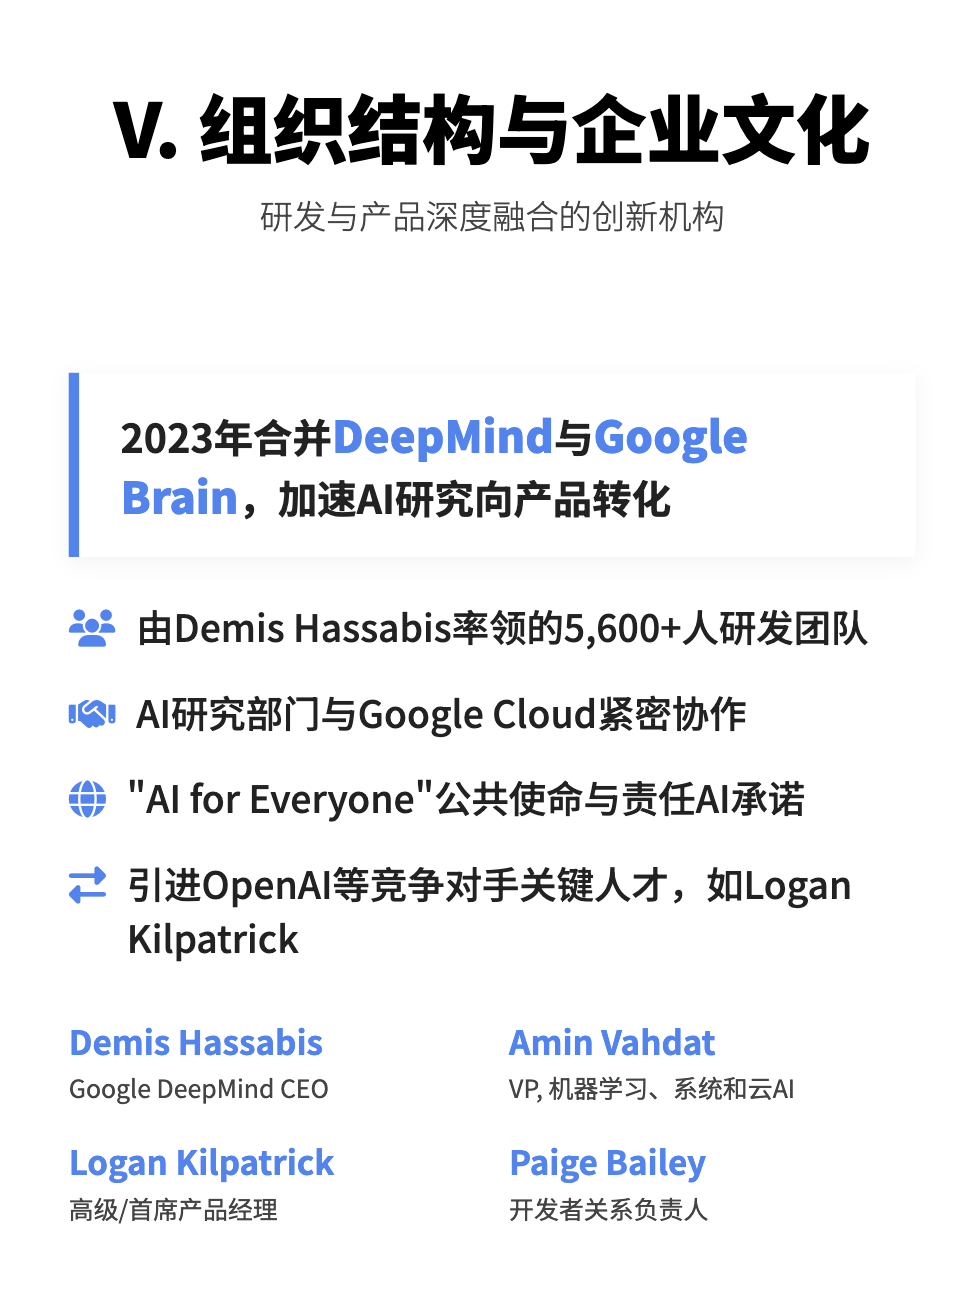 V. 组织结构与企业文化
研发与产品深度融合的创新机构
2023年合并DeepMind与Google
Brain，加速AI研究向产品转化
由Demis Hassabis率领的5,600+人研发团队
AI研究部门与Google Cloud紧密协作
"AI for Everyone"公共使命与责任AI承诺
引进OpenAI等竞争对手关键人才，如Logan
Kilpatrick
Demis Hassabis
Google DeepMind CEO
Amin Vahdat
VP, 机器学习、系统和云AI
Logan Kilpatrick
高级/首席产品经理
Paige Bailey
开发者关系负责人